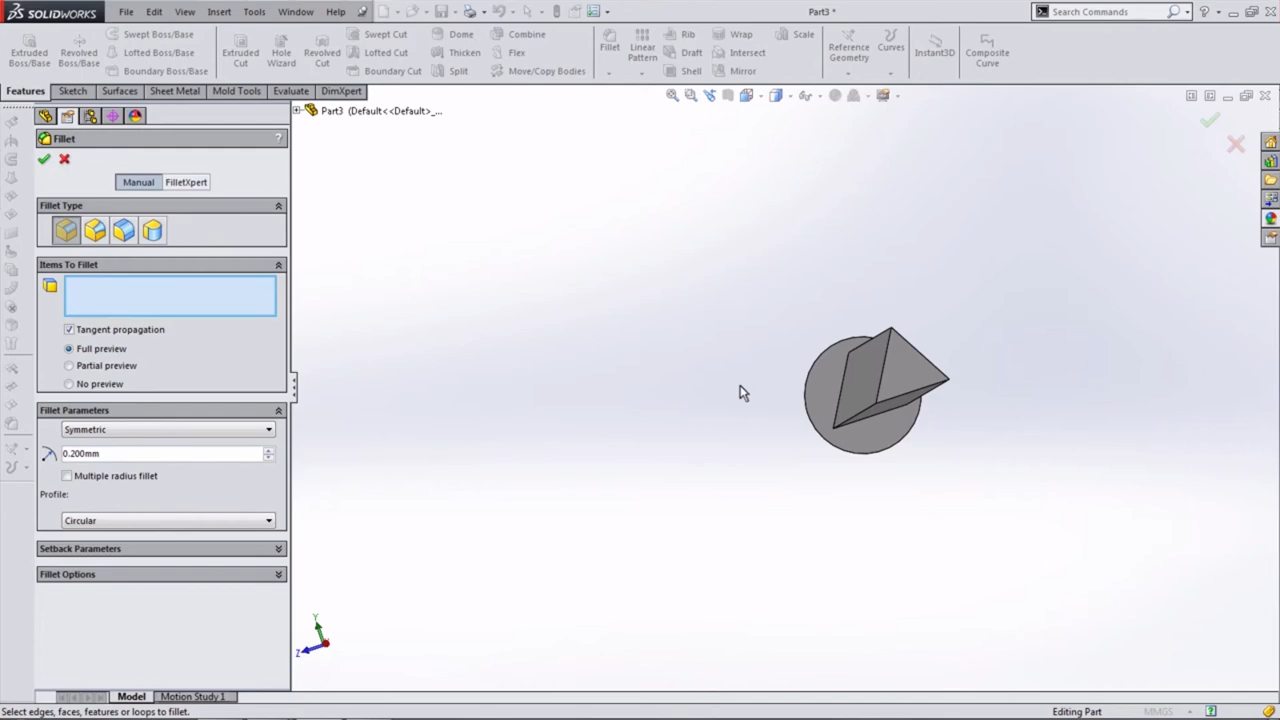 SOLIDWORKS
File Edit View Insert Tools Window Help
Part3 *
Search Commands
Extruded Boss/Base
Revolved Boss/Base
Swept Boss/Base
Lofted Boss/Base
Boundary Boss/Base
Extruded Cut
Hole Wizard
Revolved Cut
Swept Cut
Lofted Cut
Boundary Cut
Dome
Thicken
Split
Combine
Flex
Move/Copy Bodies
Fillet
Linear Pattern
Rib
Draft
Shell
Wrap
Intersect
Mirror
Scale
Reference Geometry
Curves
Instant3D
Composite Curve
Features Sketch Surfaces Sheet Metal Mold Tools Evaluate DimXpert
Part3 (Default<<Default>_...
Fillet ?
Manual FilletXpert
Fillet Type
Items To Fillet
Tangent propagation
Full preview
Partial preview
No preview
Fillet Parameters
Symmetric
0.200mm
Multiple radius fillet
Profile:
Circular
Setback Parameters
Fillet Options
Y
Z
Model Motion Study 1
Select edges, faces, features or loops to fillet.
Editing Part MMGS